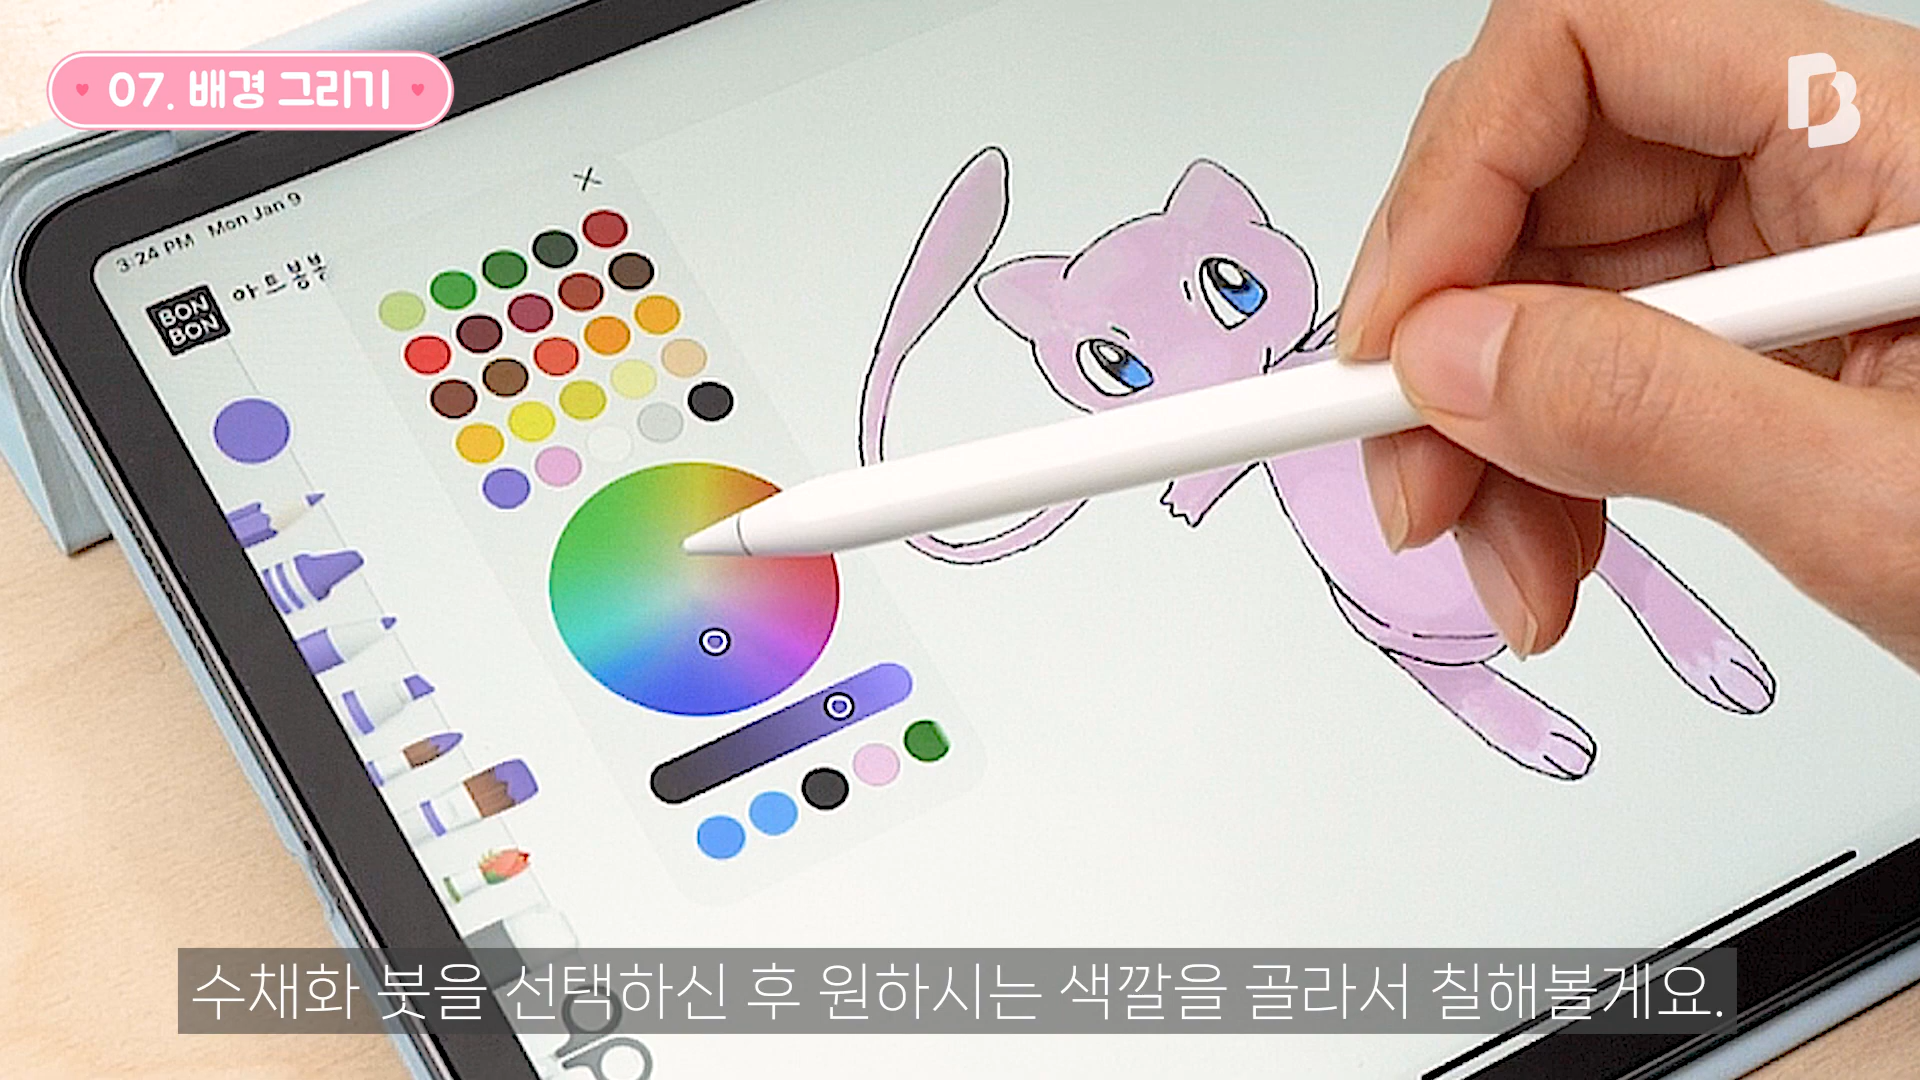 07. 배경 그리기
B
3:24 PM Mon Jan 9
BON
BON
아트봉봉
수채화 붓을 선택하신 후 원하시는 색깔을 골라서 칠해볼게요.